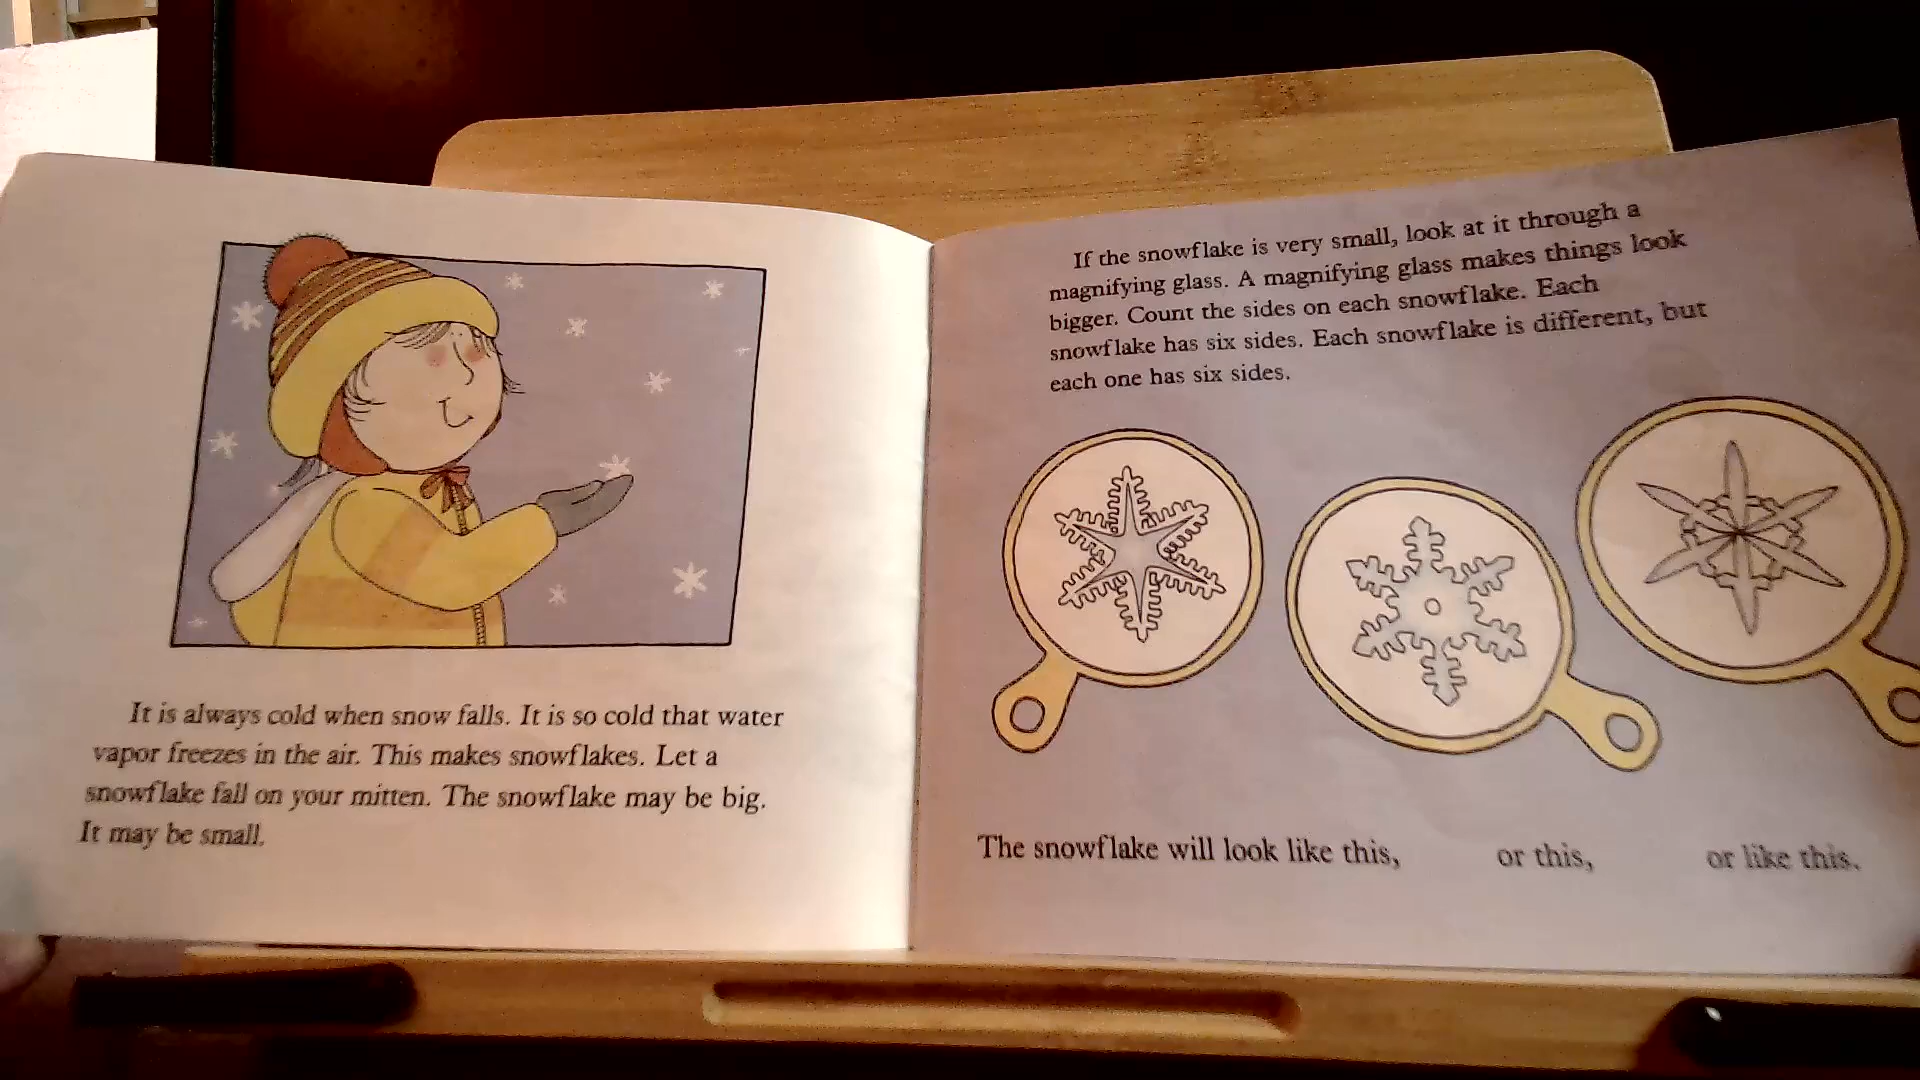 It is always cold when snow falls. It is so cold that water
vapor freezes in the air. This makes snowflakes. Let a
snowflake fall on your mitten. The snowflake may be big.
It may be small.
If the snowflake is very small, look at it through a
magnifying glass. A magnifying glass makes things look
bigger. Count the sides on each snowflake. Each
snowflake has six sides. Each snowflake is different, but
each one has six sides.
The snowflake will look like this, or this, or like this.